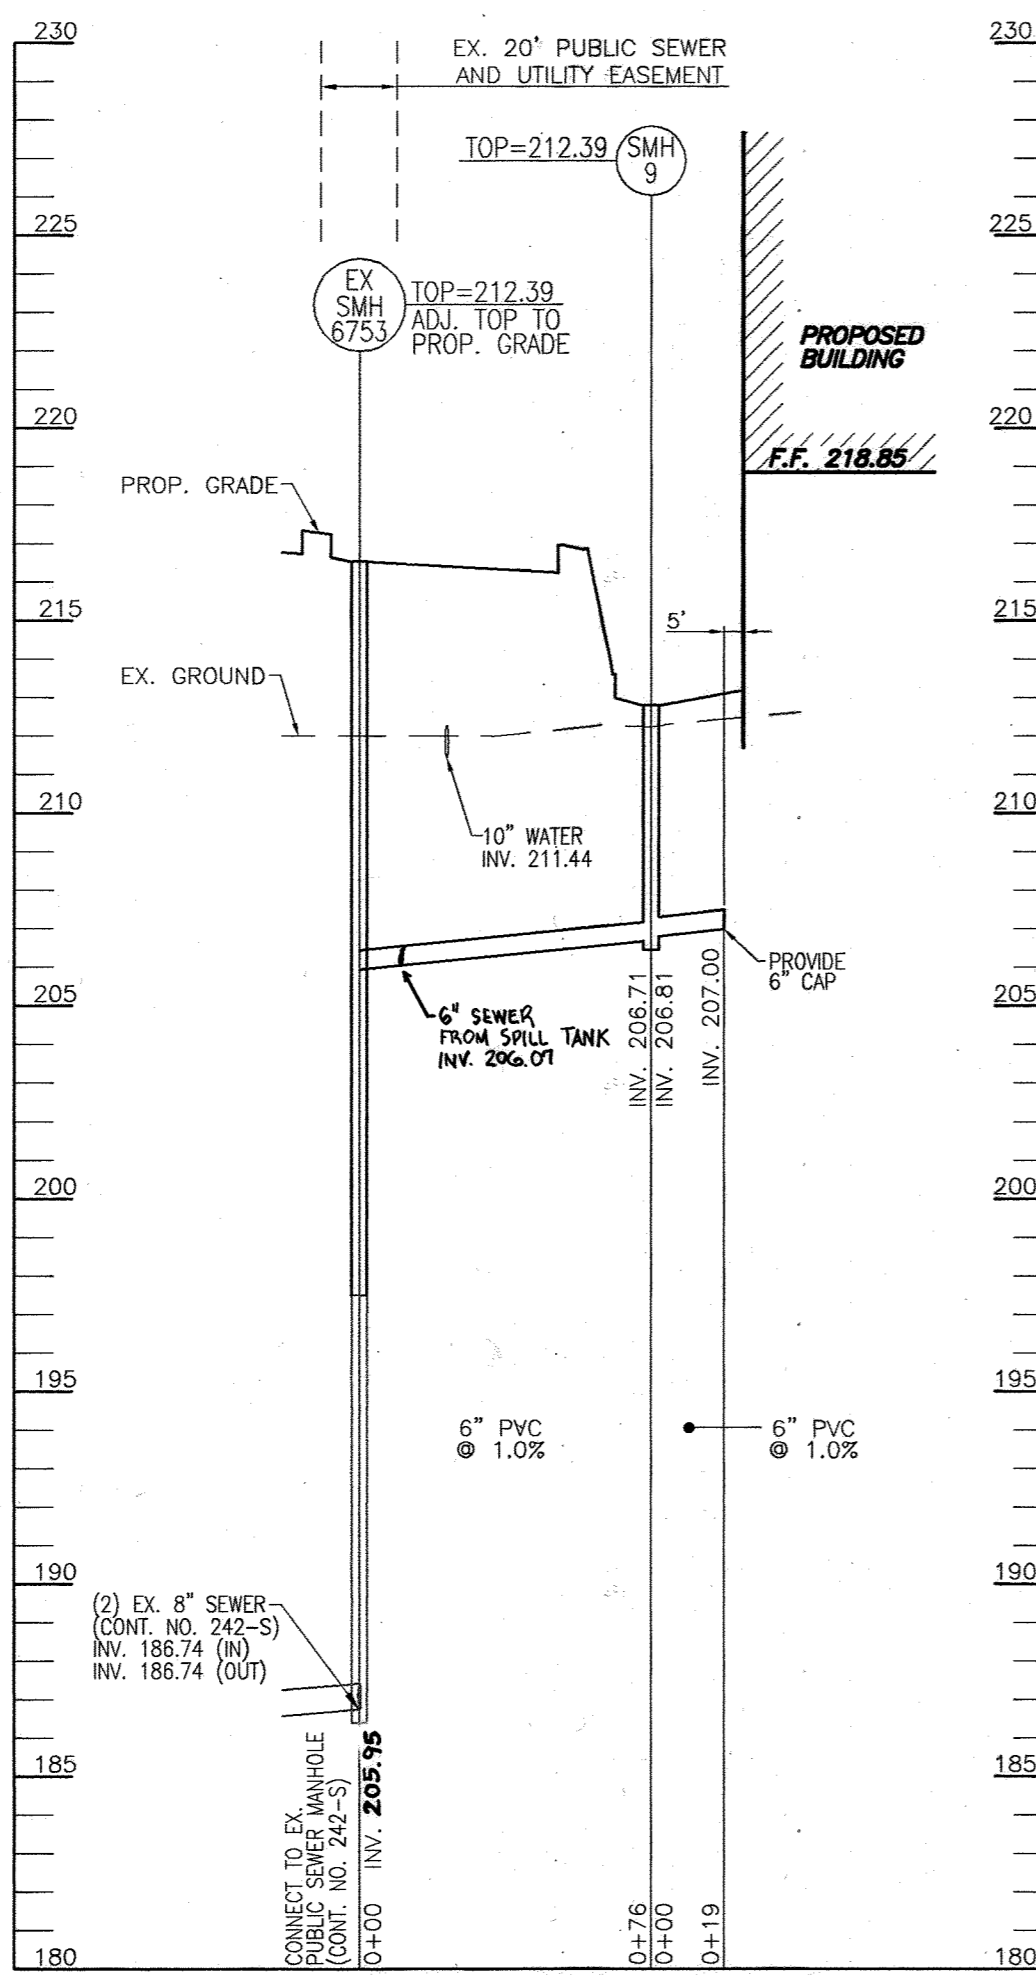 230
230
EX. 20' PUBLIC SEWER
AND UTILITY EASEMENT
TOP=212.39
SMH
9
225
225
EX
SMH
6753
TOP=212.39
ADJ. TOP TO
PROP. GRADE
PROPOSED
BUILDING
220
220
F.F. 218.85
PROP. GRADE
215
215
5'
EX. GROUND
210
210
10" WATER
INV. 211.44
205
205
PROVIDE
6" CAP
6" SEWER
FROM SPILL TANK
INV. 206.07
INV. 206.71
INV. 206.81
INV. 207.00
200
200
195
195
6" PVC
@ 1.0%
6" PVC
@ 1.0%
190
190
(2) EX. 8" SEWER
(CONT. NO. 242-S)
INV. 186.74 (IN)
INV. 186.74 (OUT)
185
185
CONNECT TO EX.
PUBLIC SEWER MANHOLE
(CONT. NO. 242-S)
0+00 INV. 205.95
0+76
0+00
0+19
180
180